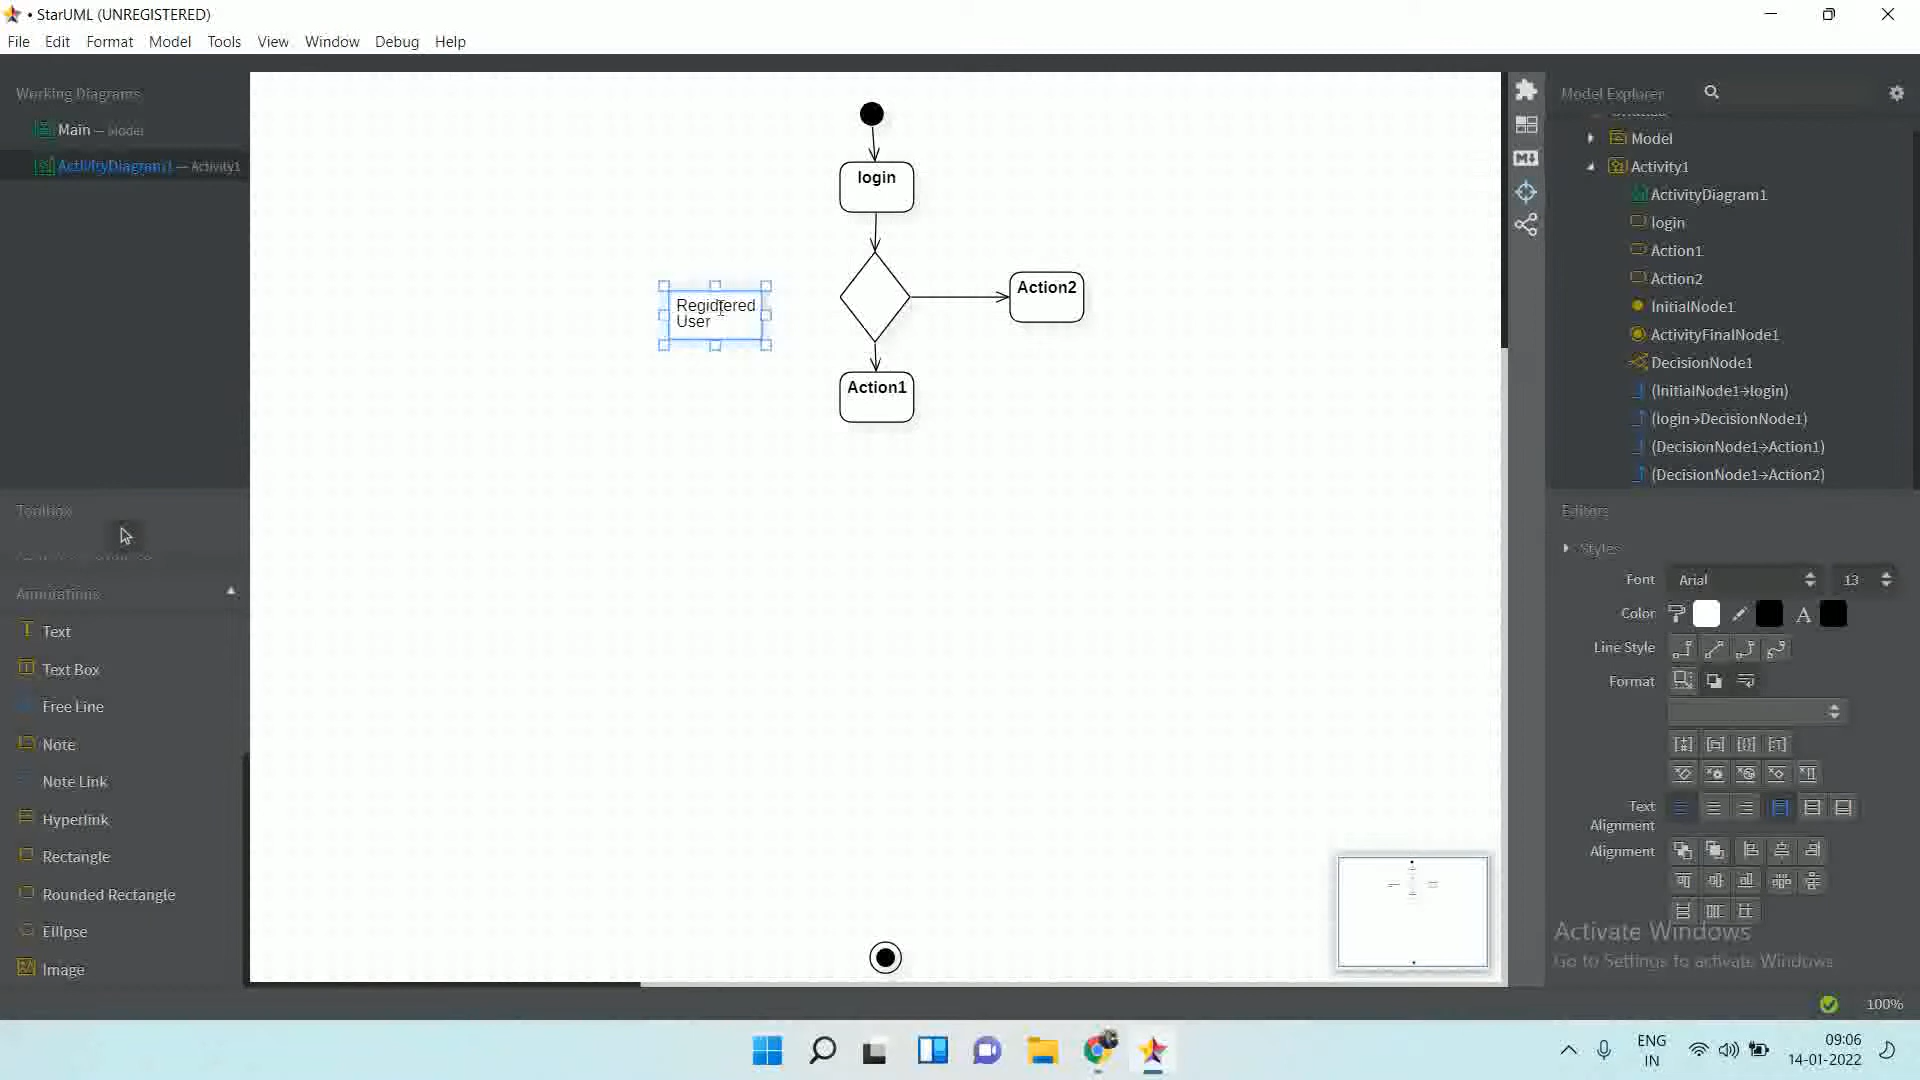 • StarUML (UNREGISTERED)
File Edit Format Model Tools View Window Debug Help
Working Diagrams
Main — Model
ActivityDiagram1 — Activity1
Toolbox
Annotations
Text
Text Box
Free Line
Note
Note Link
Hyperlink
Rectangle
Rounded Rectangle
Ellipse
Image
login
Registered
User
Action2
Action1
Model Explorer
Model
Activity1
ActivityDiagram1
login
Action1
Action2
InitialNode1
ActivityFinalNode1
DecisionNode1
(InitialNode1→login)
(login→DecisionNode1)
(DecisionNode1→Action1)
(DecisionNode1→Action2)
Editors
Styles
Font Arial 13
Color A
Line Style
Format
Text
Alignment
Alignment
Activate Windows
Go to Settings to activate Windows
100%
ENG
IN
09:06
14-01-2022